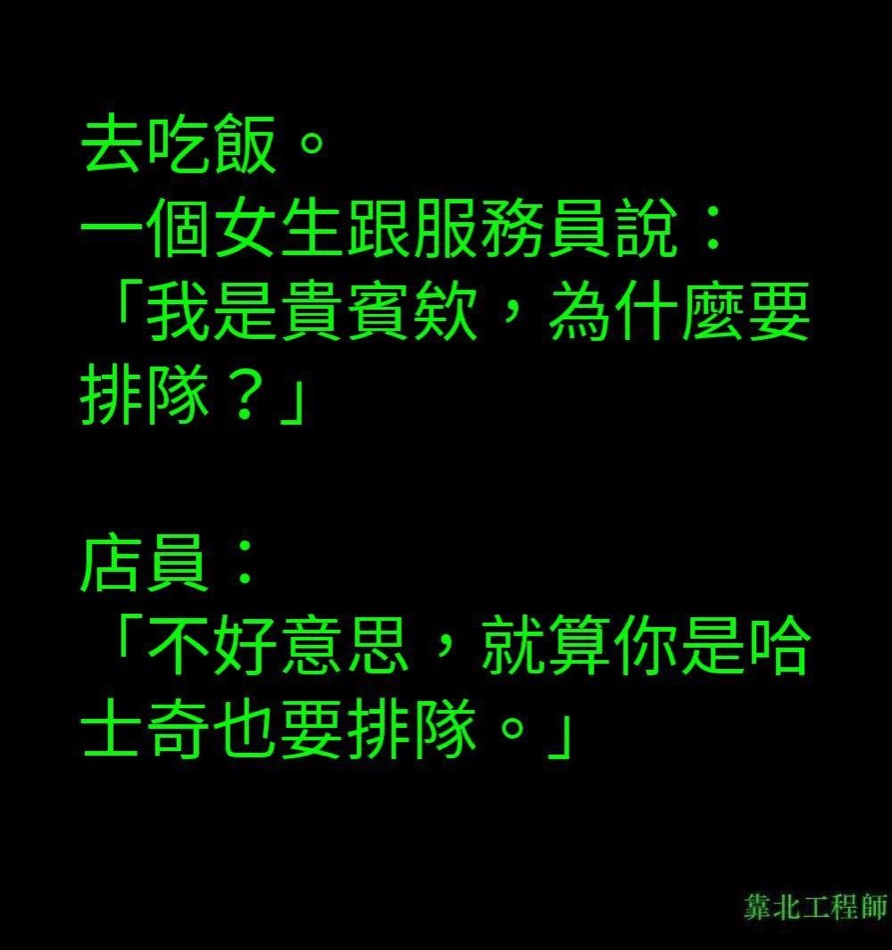 去吃飯。
一個女生跟服務員說：
「我是貴賓欸，為什麼要
排隊？」
店員：
「不好意思，就算你是哈
士奇也要排隊。」
靠北工程師